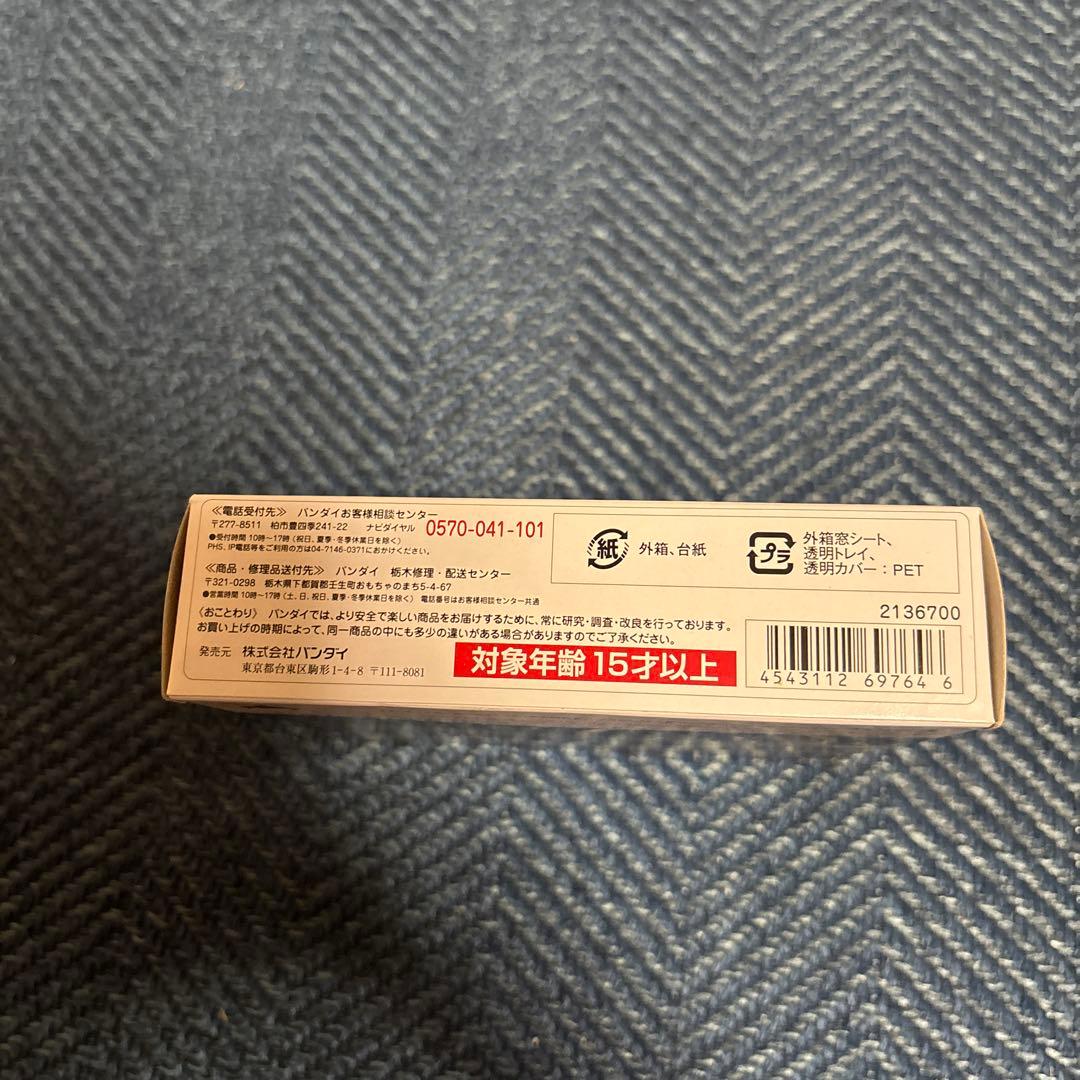 ≪電話受付先≫ バンダイお客様相談センター
〒277-8511 柏市豊四季241-22 ナビダイヤル 0570-041-101
●受付時間 10時〜17時(祝日、夏季・冬季休業日を除く)
PHS、IP電話等をご利用の方は04-7146-0371におかけください。
≪商品・修理品送付先≫ バンダイ 栃木修理・配送センター
〒321-0298 栃木県下都賀郡壬生町おもちゃのまち5-4-67
●営業時間 10時〜17時(土、日、祝日、夏季・冬季休業日を除く) 電話番号はお客様相談センター共通
≪おことわり≫ バンダイでは、より安全で楽しい商品をお届けするために、常に研究・調査・改良を行っております。
お買い上げの時期によって、同一商品の中にも多少の違いがある場合がありますのでご了承ください。
発売元 株式会社バンダイ
東京都台東区駒形1-4-8 〒111-8081
対象年齢 15才以上
紙 外箱、台紙
プラ 外箱窓シート、
透明トレイ、
透明カバー:PET
2136700
4543112 69764 6